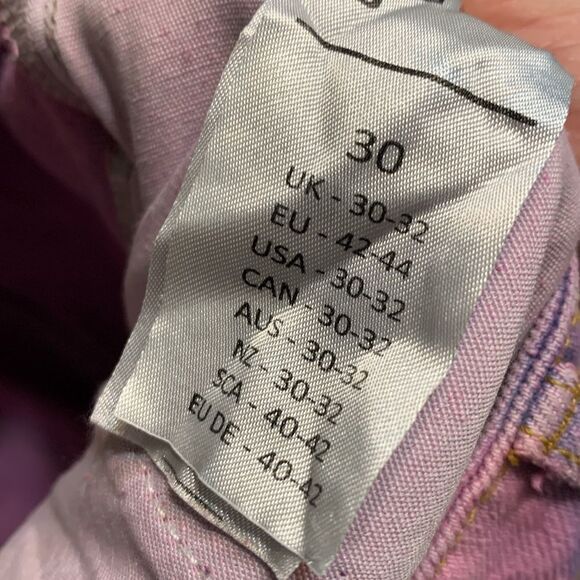 30
UK - 30-32
EU - 42-44
USA - 30-32
CAN - 30-32
AUS - 30-32
NZ - 30-32
SCA - 40-42
EU DE - 40-42